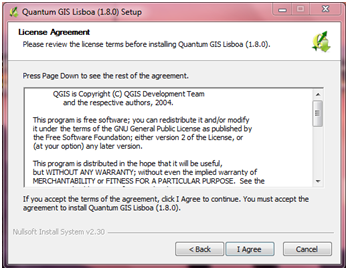 Quantum GIS Lisboa (1.8.0) Setup
License Agreement
Please review the license terms before installing Quantum GIS Lisboa (1.8.0).
Press Page Down to see the rest of the agreement.
QGIS is Copyright (C) QGIS Development Team
and the respective authors, 2004.
This program is free software; you can redistribute it and/or modify
it under the terms of the GNU General Public License as published by
the Free Software Foundation; either version 2 of the License, or
(at your option) any later version.
This program is distributed in the hope that it will be useful,
but WITHOUT ANY WARRANTY; without even the implied warranty of
MERCHANTABILITY or FITNESS FOR A PARTICULAR PURPOSE. See the
If you accept the terms of the agreement, click I Agree to continue. You must accept the
agreement to install Quantum GIS Lisboa (1.8.0).
Nullsoft Install System v2.30
< Back
I Agree
Cancel